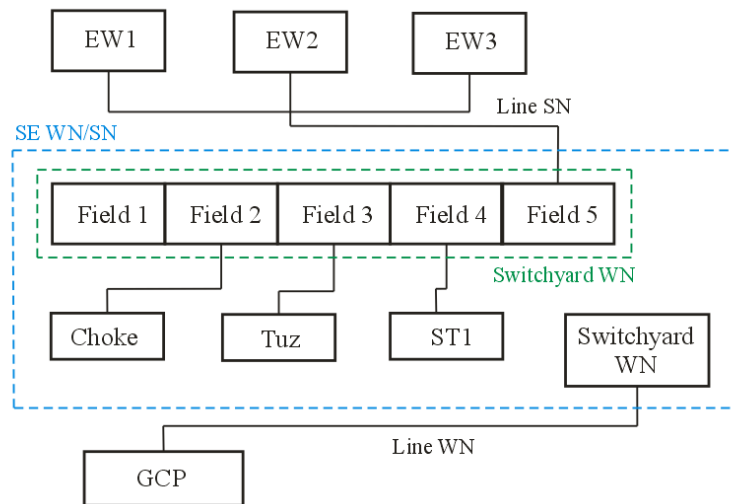 EW1
EW2
EW3
Line SN
SE WN/SN
Field 1
Field 2
Field 3
Field 4
Field 5
Switchyard WN
Choke
Tuz
ST1
Switchyard
WN
Line WN
GCP